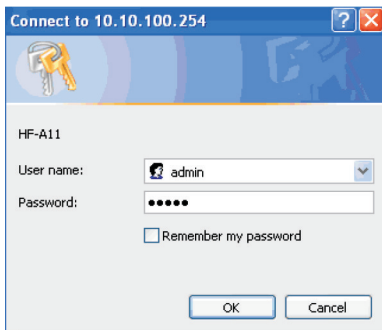 Connect to 10.10.100.254
HF-A11
User name:
admin
Password:
•••••
Remember my password
OK
Cancel